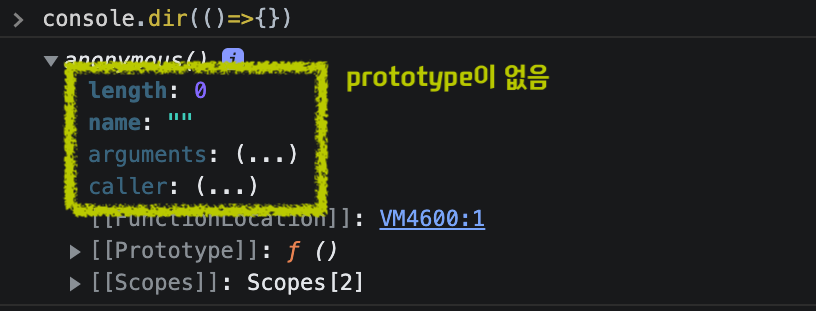 > console.dir(()=>{})
▼ anonymous() i
length: 0
prototype이 없음
name: ""
arguments: (...)
caller: (...)
[[FunctionLocation]]: VM4600:1
▶ [[Prototype]]: ƒ ()
▶ [[Scopes]]: Scopes[2]